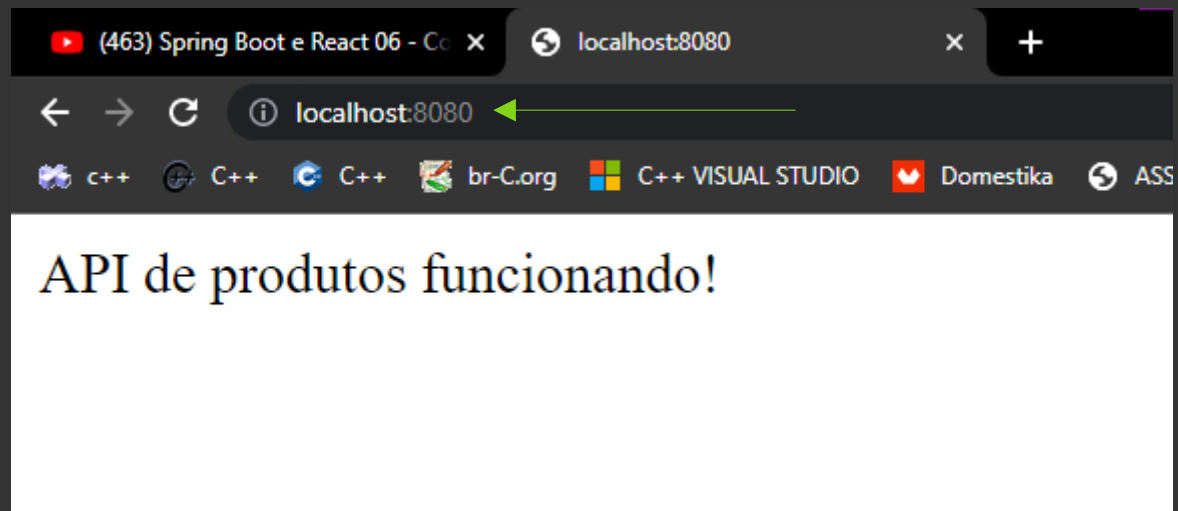 (463) Spring Boot e React 06 - Co
localhost:8080
localhost:8080
c++ C++ C++ br-C.org C++ VISUAL STUDIO Domestika ASS
API de produtos funcionando!